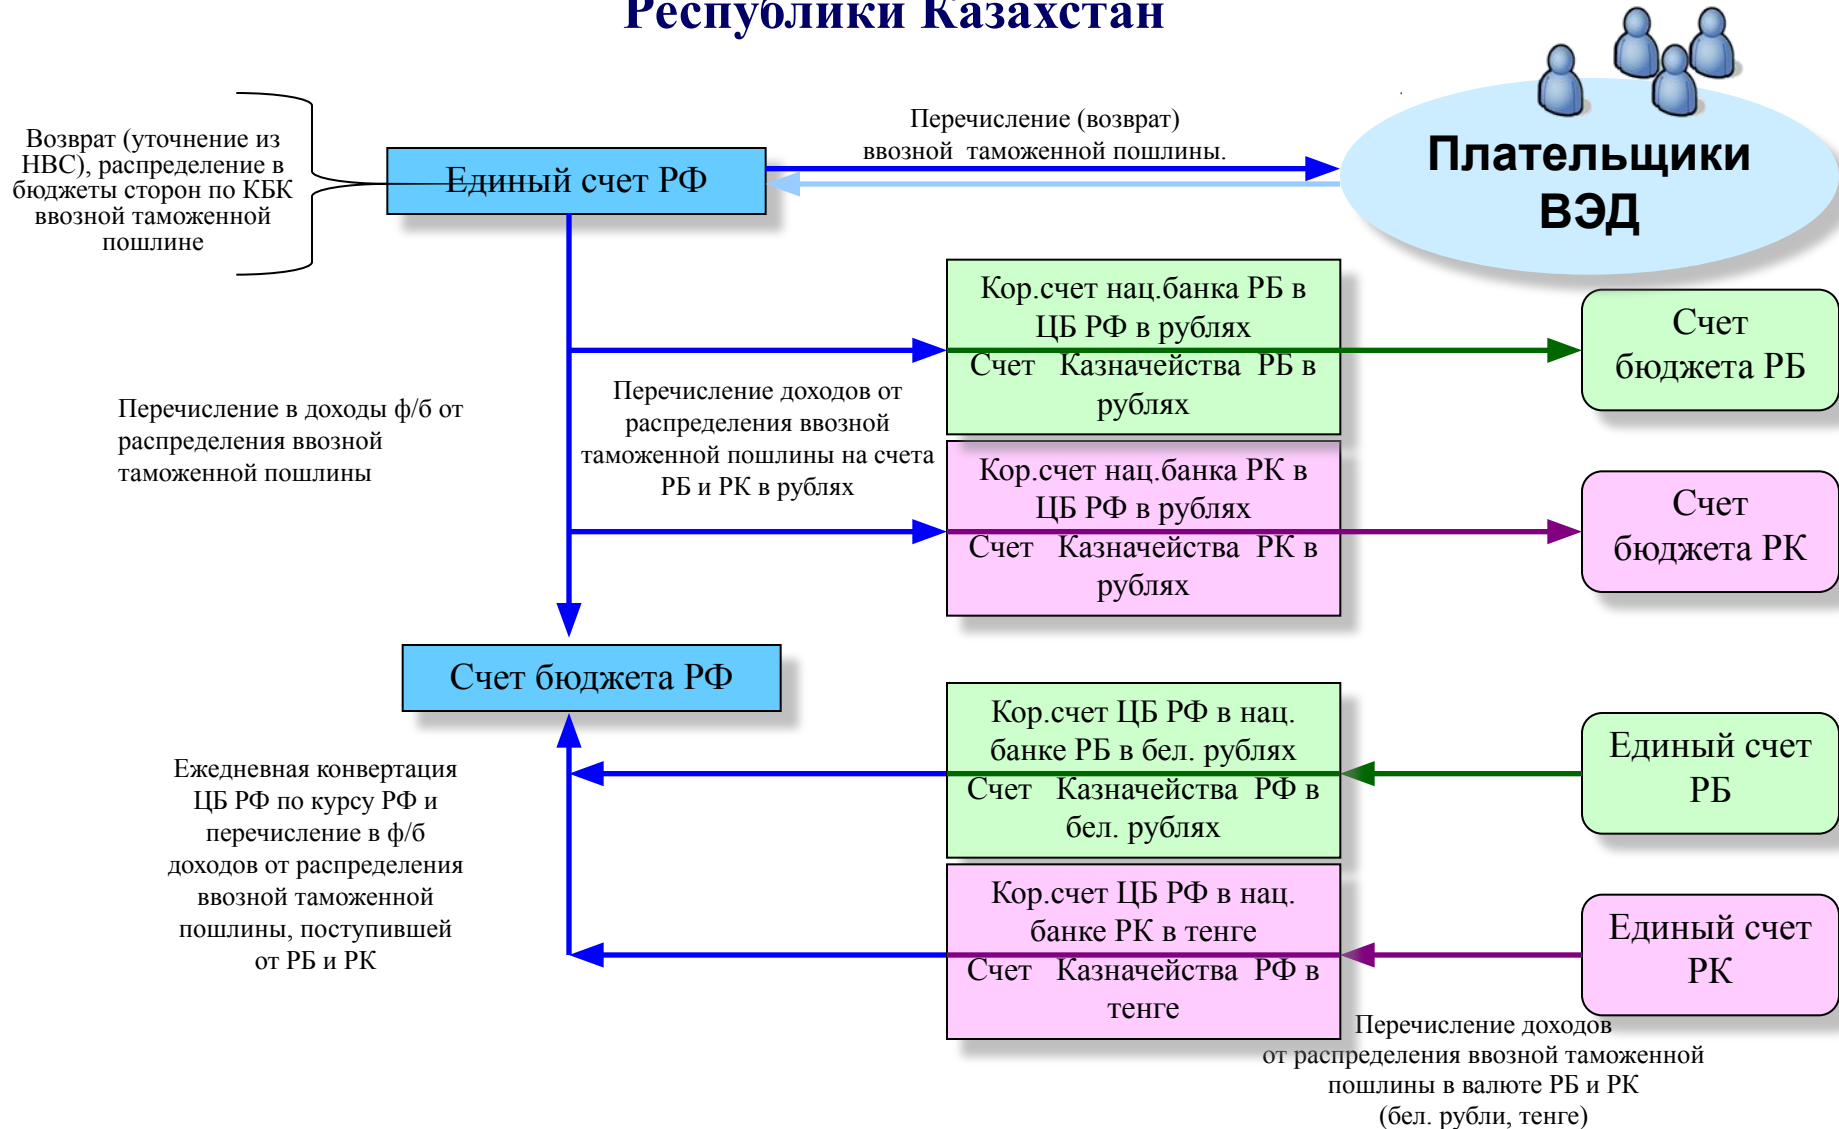 Республики Казахстан
Возврат (уточнение из
НВС), распределение в
бюджеты сторон по КБК
ввозной таможенной
пошлине
Единый счет РФ
Перечисление (возврат)
ввозной таможенной пошлины.
Плательщики
ВЭД
Кор.счет нац.банка РБ в
ЦБ РФ в рублях
Счет Казначейства РБ в
рублях
Счет
бюджета РБ
Перечисление в доходы ф/б от
распределения ввозной
таможенной пошлины
Перечисление доходов от
распределения ввозной
таможенной пошлины на счета
РБ и РК в рублях
Кор.счет нац.банка РК в
ЦБ РФ в рублях
Счет Казначейства РК в
рублях
Счет
бюджета РК
Счет бюджета РФ
Кор.счет ЦБ РФ в нац.
банке РБ в бел. рублях
Счет Казначейства РФ в
бел. рублях
Единый счет
РБ
Ежедневная конвертация
ЦБ РФ по курсу РФ и
перечисление в ф/б
доходов от распределения
ввозной таможенной
пошлины, поступившей
от РБ и РК
Кор.счет ЦБ РФ в нац.
банке РК в тенге
Счет Казначейства РФ в
тенге
Единый счет
РК
Перечисление доходов
от распределения ввозной таможенной
пошлины в валюте РБ и РК
(бел. рубли, тенге)